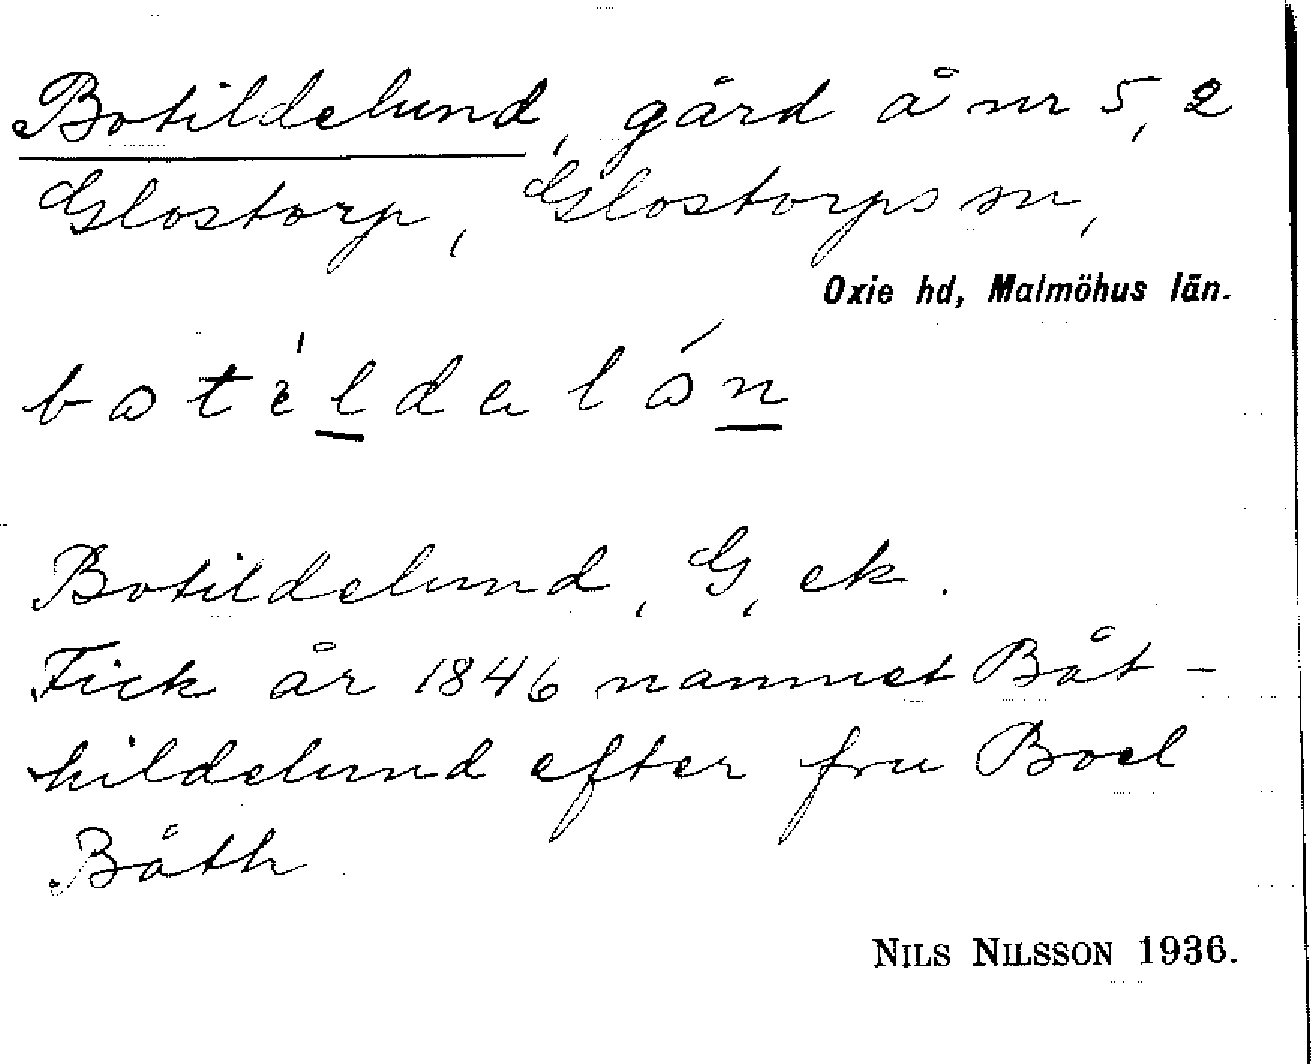 Botildelund, gård å nr 5, 2
Glostorp, Glostorps sn,
Oxie hd, Malmöhus län.
botèldalón
Botildelund, G, ek.
Fick år 1846 namnet Båt-
hildelund efter fru Boel
Båth
NILS NILSSON 1936.